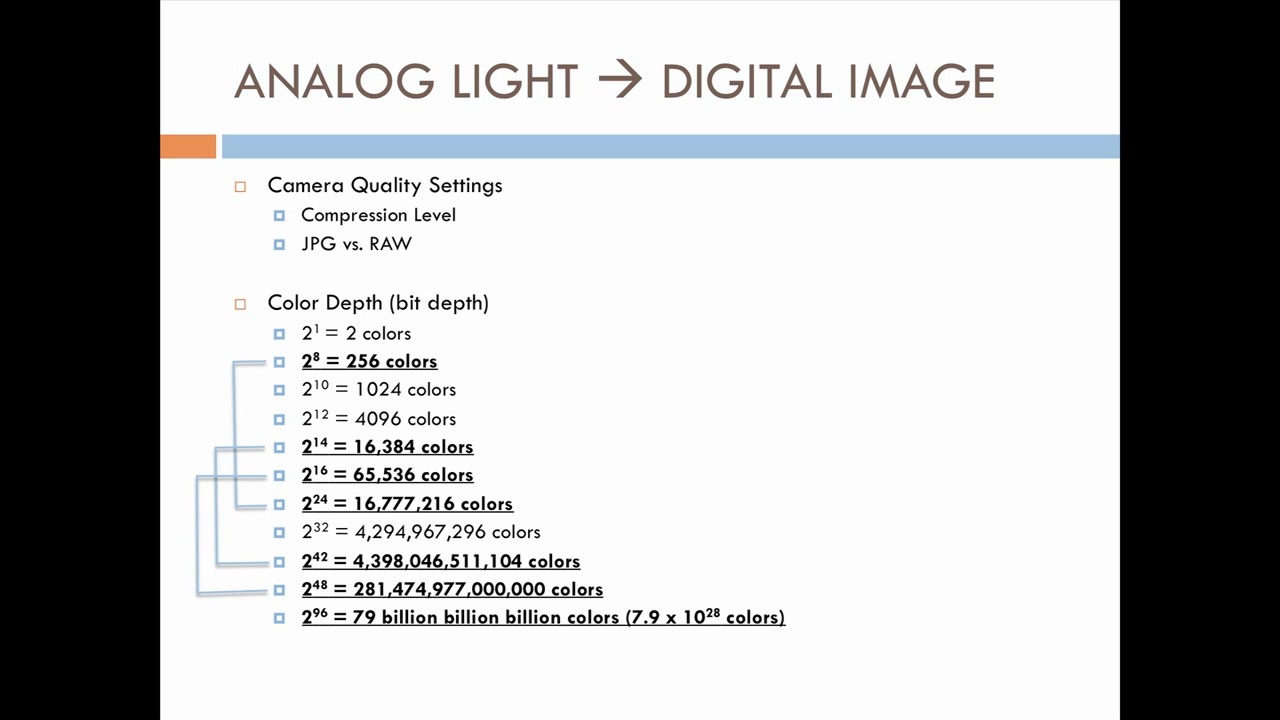 ANALOG LIGHT → DIGITAL IMAGE
Camera Quality Settings
Compression Level
JPG vs. RAW
Color Depth (bit depth)
2¹ = 2 colors
2⁸ = 256 colors
2¹⁰ = 1024 colors
2¹² = 4096 colors
2¹⁴ = 16,384 colors
2¹⁶ = 65,536 colors
2²⁴ = 16,777,216 colors
2³² = 4,294,967,296 colors
2⁴² = 4,398,046,511,104 colors
2⁴⁸ = 281,474,977,000,000 colors
2⁹⁶ = 79 billion billion billion colors (7.9 x 10²⁸ colors)